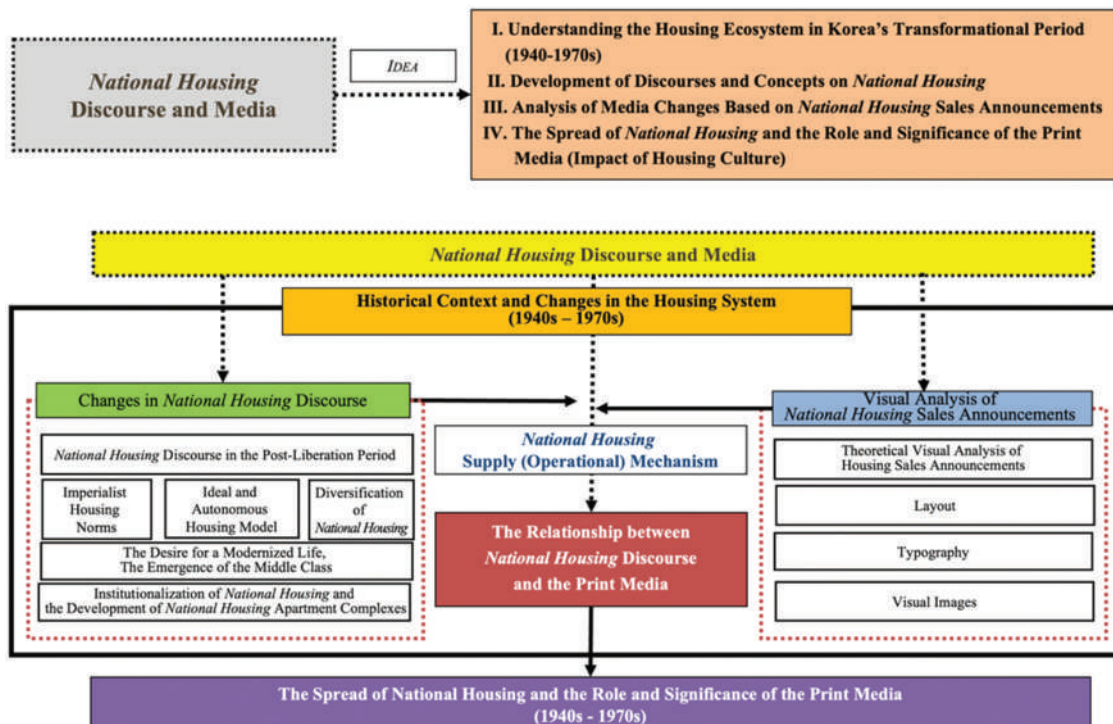 National Housing
Discourse and Media
IDEA
I. Understanding the Housing Ecosystem in Korea's Transformational Period
(1940-1970s)
II. Development of Discourses and Concepts on National Housing
III. Analysis of Media Changes Based on National Housing Sales Announcements
IV. The Spread of National Housing and the Role and Significance of the Print
Media (Impact of Housing Culture)
National Housing Discourse and Media
Historical Context and Changes in the Housing System
(1940s – 1970s)
Changes in National Housing Discourse
National Housing Discourse in the Post-Liberation Period
Imperialist
Housing
Norms
Ideal and
Autonomous
Housing Model
Diversification
of
National Housing
The Desire for a Modernized Life,
The Emergence of the Middle Class
Institutionalization of National Housing and
the Development of National Housing Apartment Complexes
National Housing
Supply (Operational) Mechanism
The Relationship between
National Housing Discourse
and the Print Media
Visual Analysis of
National Housing Sales Announcements
Theoretical Visual Analysis of
Housing Sales Announcements
Layout
Typography
Visual Images
The Spread of National Housing and the Role and Significance of the Print Media
(1940s - 1970s)